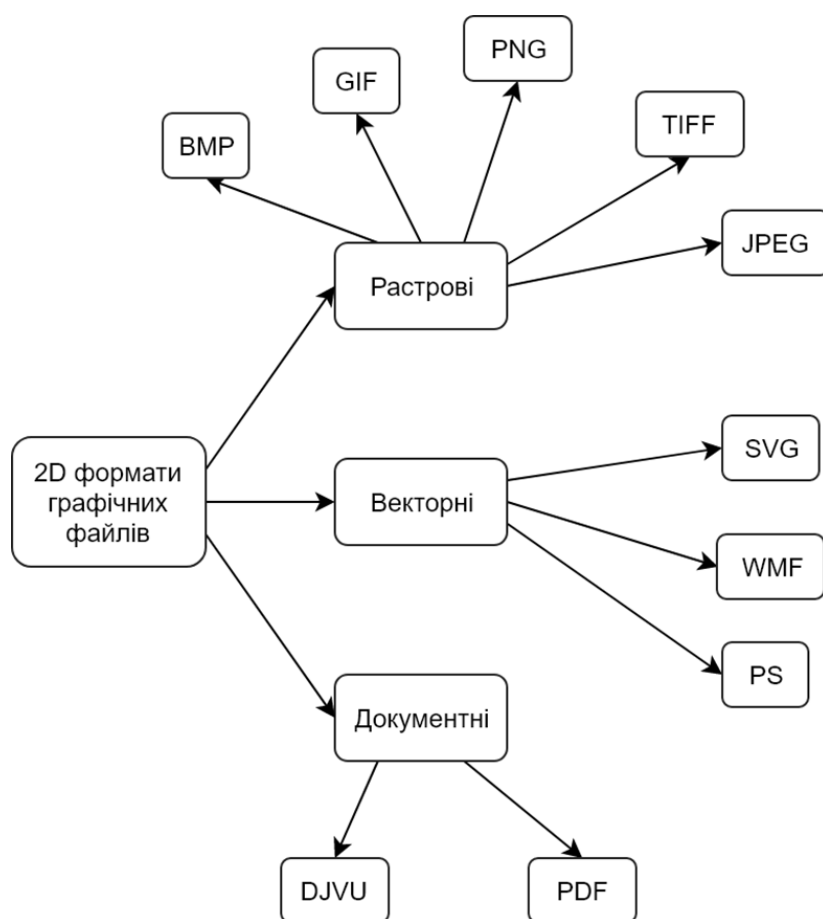 PNG
GIF
TIFF
BMP
JPEG
Растрові
SVG
2D формати
графічних
файлів
Векторні
WMF
PS
Документні
DJVU
PDF